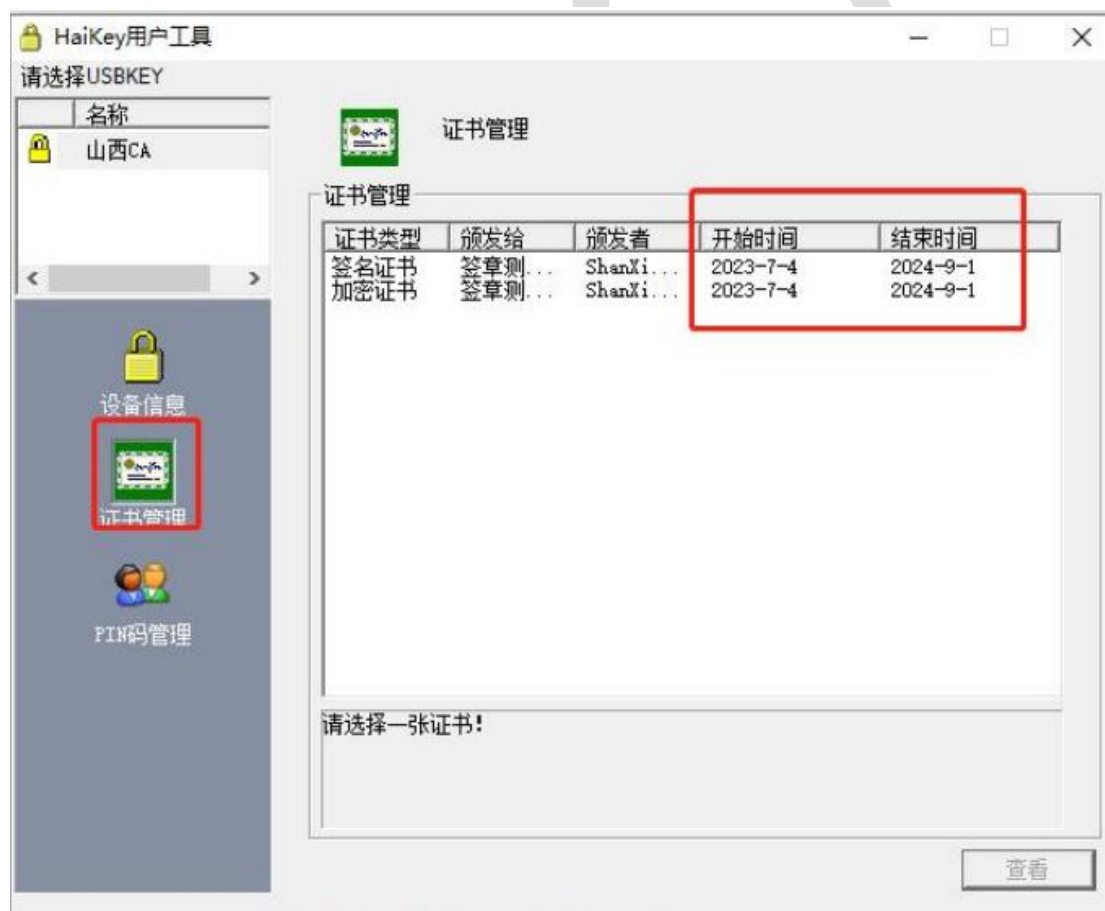 HaiKey用户工具
请选择USBKEY
名称
山西CA
设备信息
证书管理
PIN码管理
证书管理
证书管理
证书类型 颁发给 颁发者 开始时间 结束时间
签名证书 签章测... ShanXi... 2023-7-4 2024-9-1
加密证书 签章测... ShanXi... 2023-7-4 2024-9-1
请选择一张证书!
查看